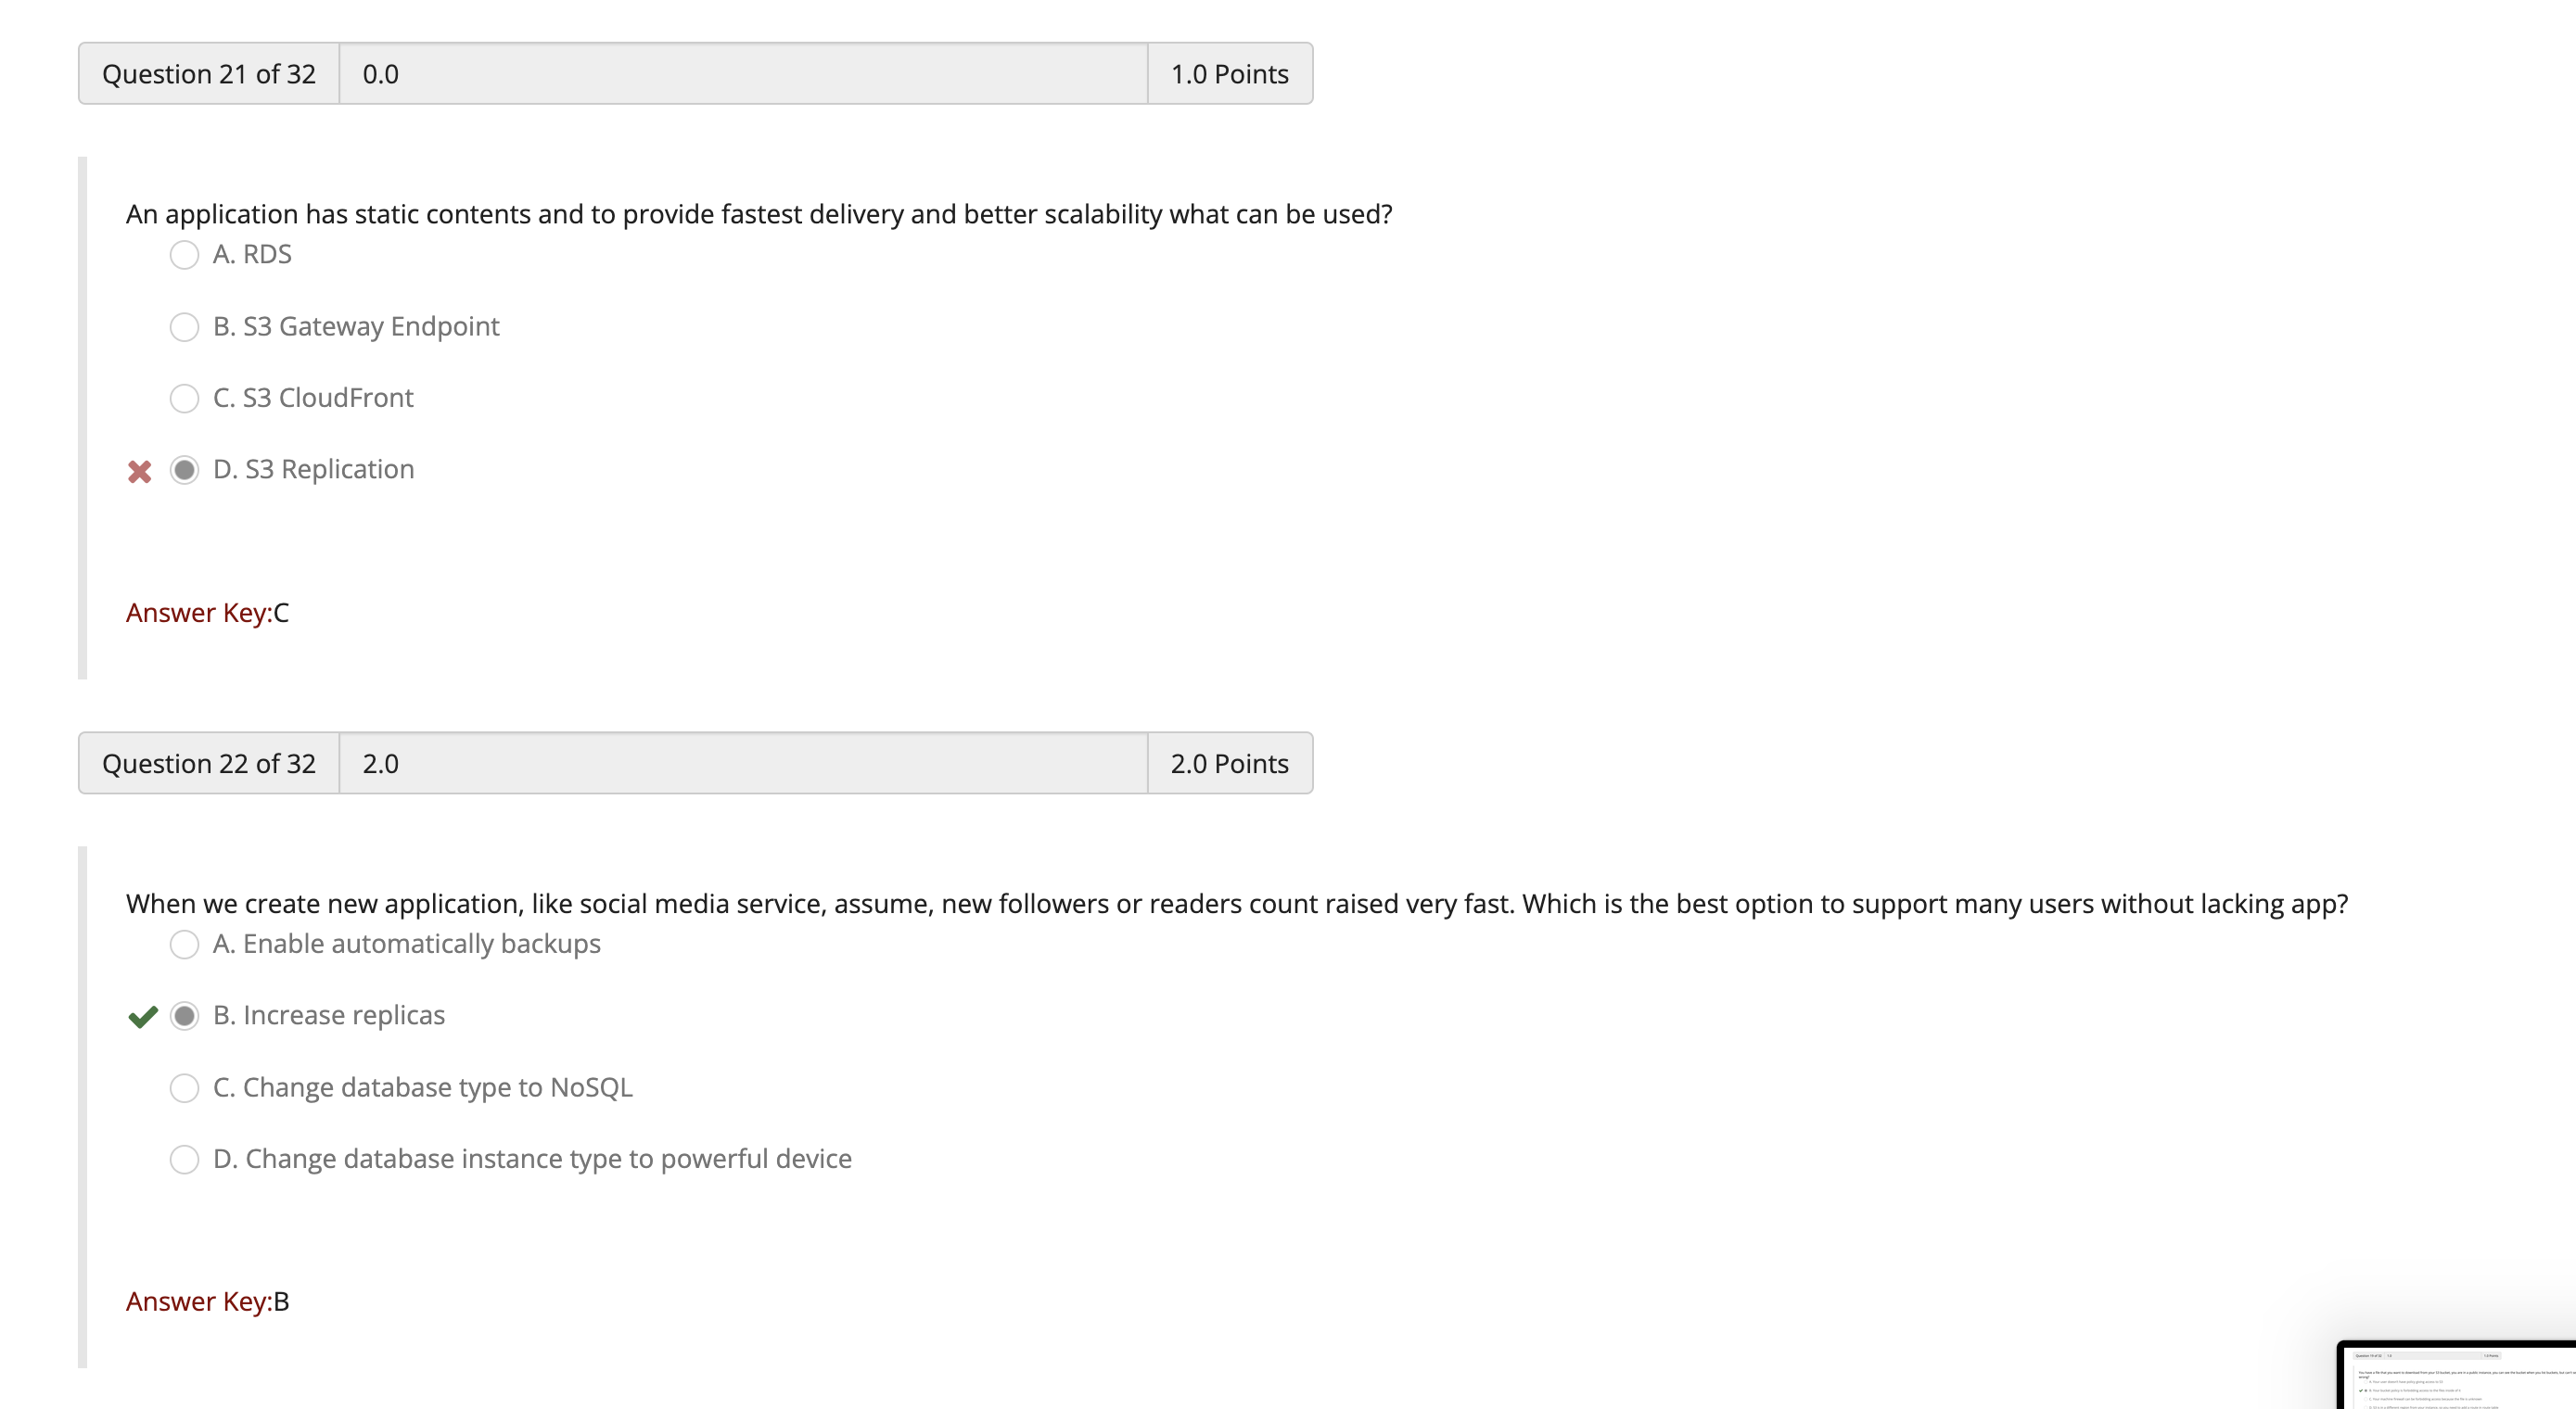 Question 21 of 32 0.0 1.0 Points
An application has static contents and to provide fastest delivery and better scalability what can be used?
A. RDS
B. S3 Gateway Endpoint
C. S3 CloudFront
D. S3 Replication
Answer Key:C
Question 22 of 32 2.0 2.0 Points
When we create new application, like social media service, assume, new followers or readers count raised very fast. Which is the best option to support many users without lacking app?
A. Enable automatically backups
B. Increase replicas
C. Change database type to NoSQL
D. Change database instance type to powerful device
Answer Key:B